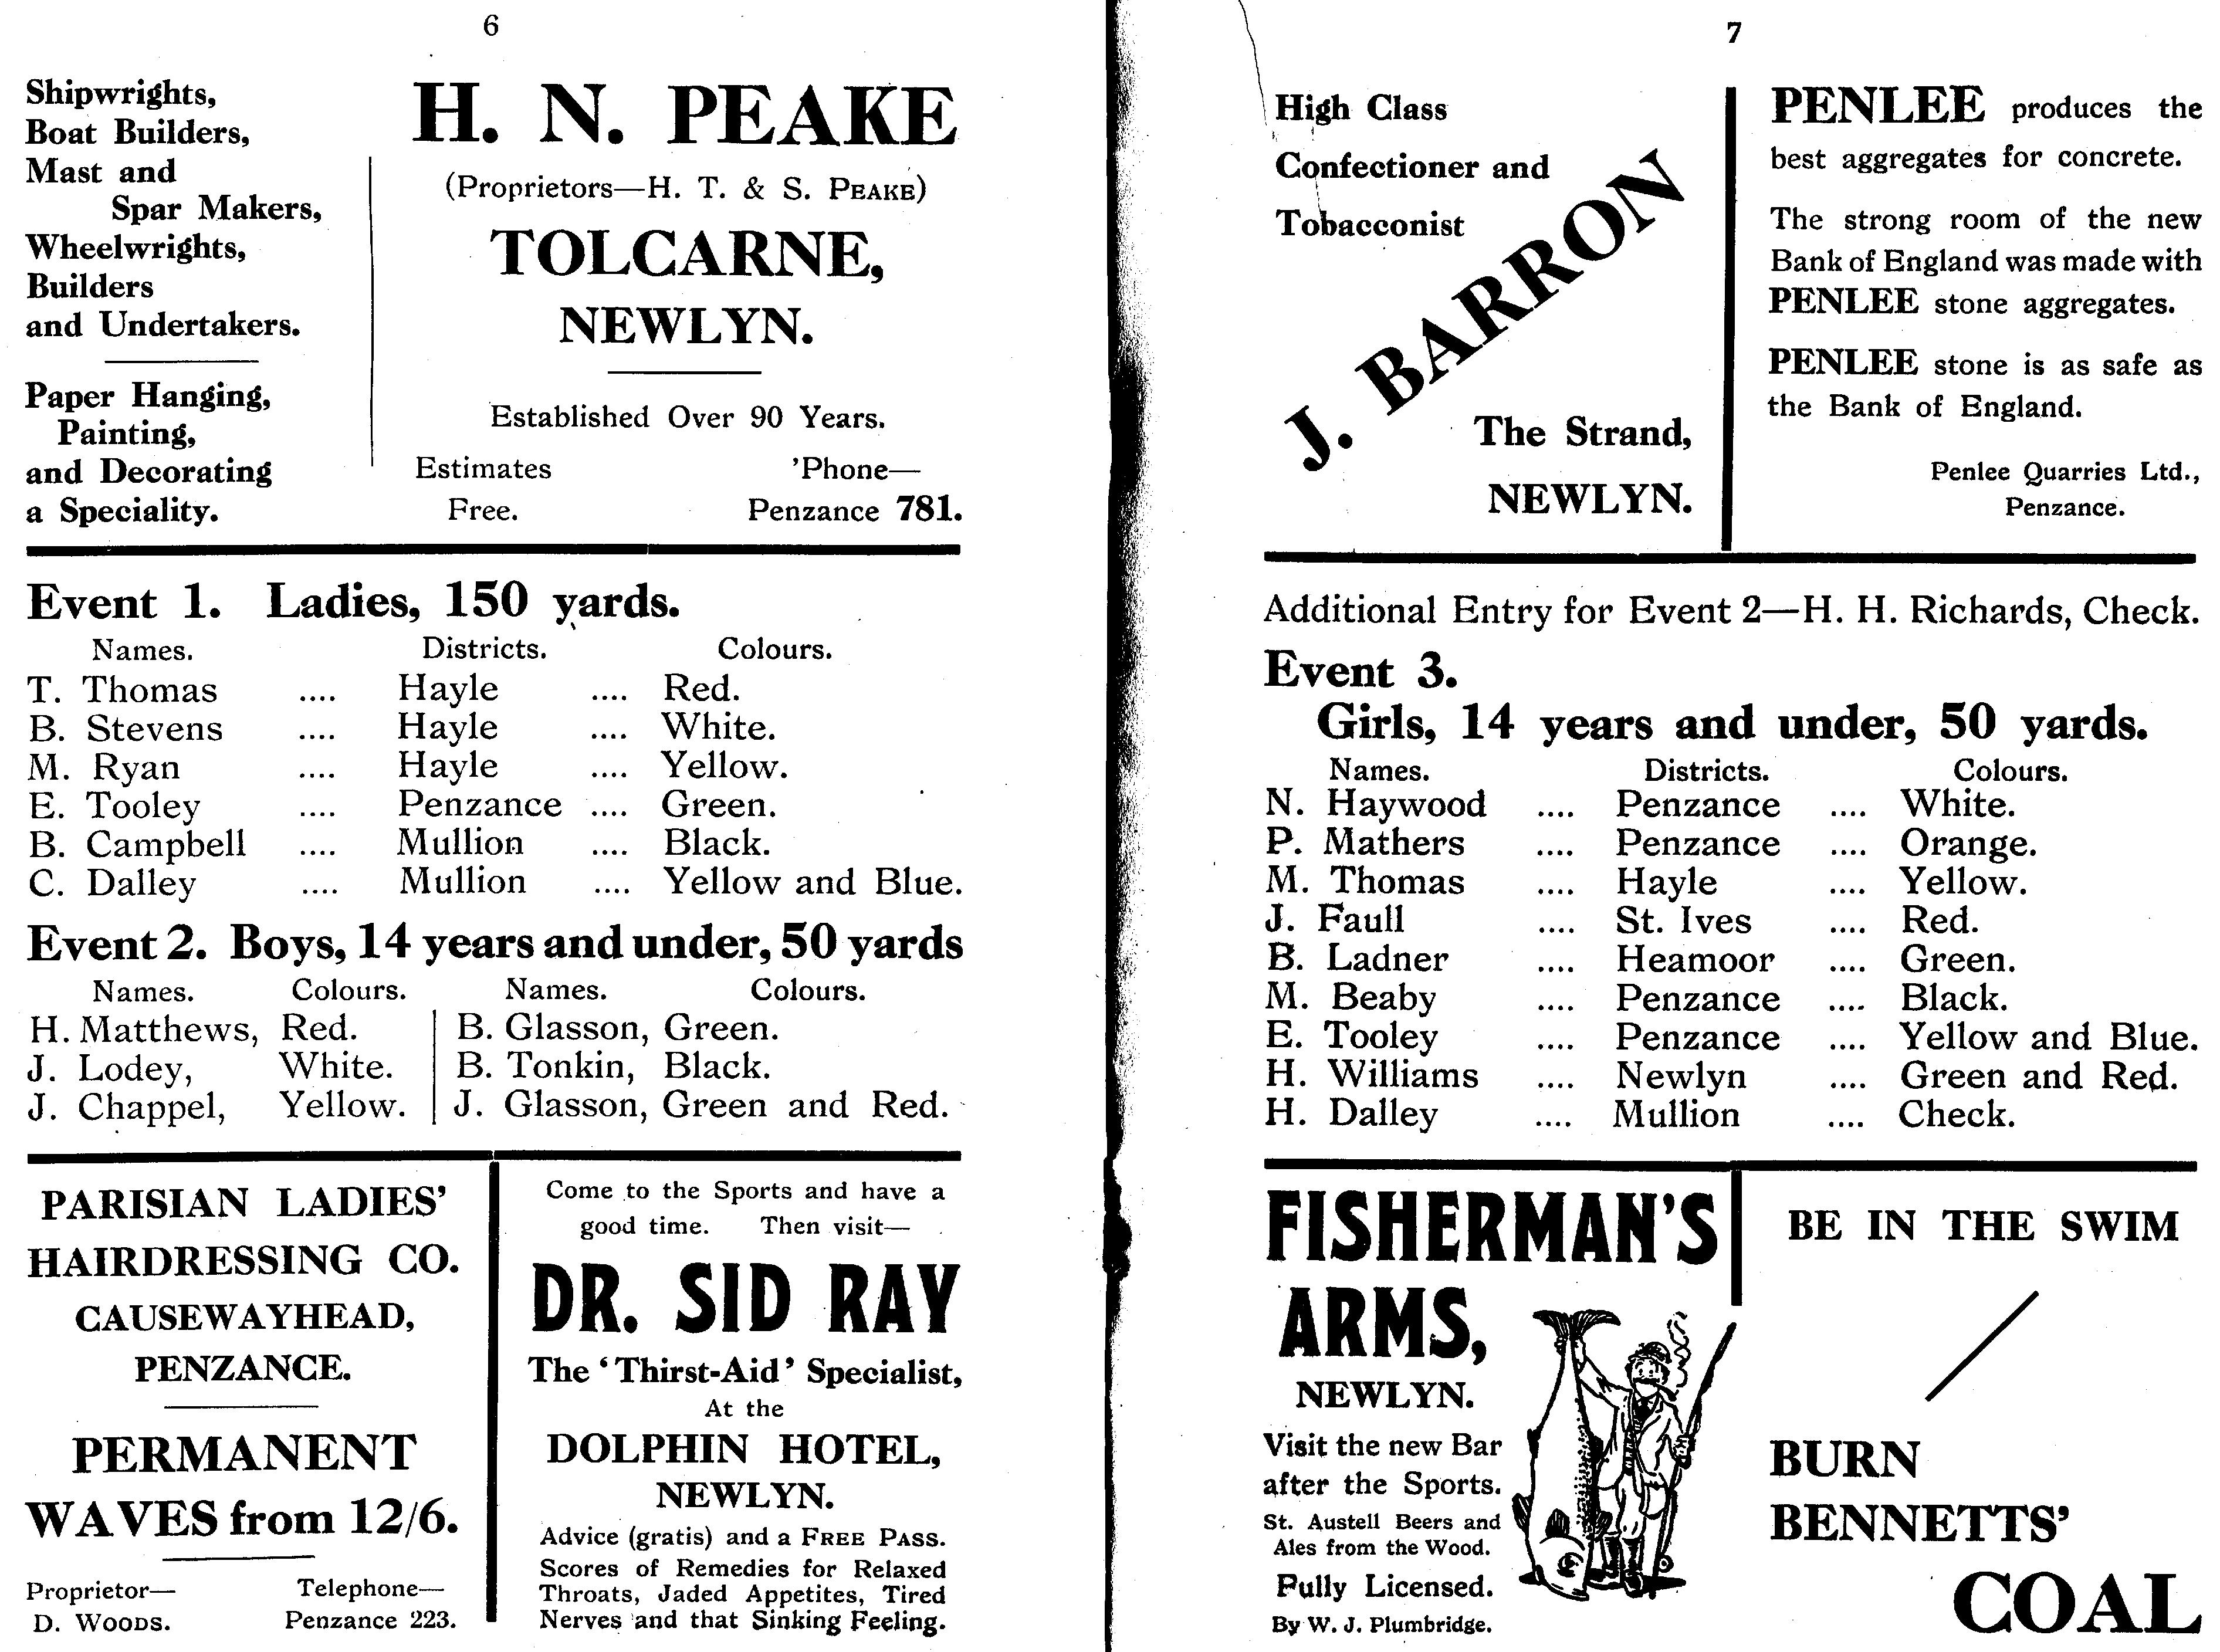 6
Shipwrights,
Boat Builders,
Mast and
Spar Makers,
Wheelwrights,
Builders
and Undertakers.
Paper Hanging,
Painting,
and Decorating
a Speciality.
H. N. PEAKE
(Proprietors—H. T. & S. PEAKE)
TOLCARNE,
NEWLYN.
Established Over 90 Years.
Estimates
Free.
'Phone—
Penzance 781.
Event 1. Ladies, 150 yards.
Names. Districts. Colours.
T. Thomas .... Hayle .... Red.
B. Stevens .... Hayle .... White.
M. Ryan .... Hayle .... Yellow.
E. Tooley .... Penzance .... Green.
B. Campbell .... Mullion .... Black.
C. Dalley .... Mullion .... Yellow and Blue.
Event 2. Boys, 14 years and under, 50 yards
Names. Colours. Names. Colours.
H. Matthews, Red. B. Glasson, Green.
J. Lodey, White. B. Tonkin, Black.
J. Chappel, Yellow. J. Glasson, Green and Red.
PARISIAN LADIES'
HAIRDRESSING CO.
CAUSEWAYHEAD,
PENZANCE.
PERMANENT
WAVES from 12/6.
Proprietor—
D. WOODS.
Telephone—
Penzance 223.
Come to the Sports and have a
good time. Then visit—
DR. SID RAY
The 'Thirst-Aid' Specialist,
At the
DOLPHIN HOTEL,
NEWLYN.
Advice (gratis) and a FREE PASS.
Scores of Remedies for Relaxed
Throats, Jaded Appetites, Tired
Nerves and that Sinking Feeling.
7
High Class
Confectioner and
Tobacconist
J. BARRON
The Strand,
NEWLYN.
PENLEE produces the
best aggregates for concrete.
The strong room of the new
Bank of England was made with
PENLEE stone aggregates.
PENLEE stone is as safe as
the Bank of England.
Penlee Quarries Ltd.,
Penzance.
Additional Entry for Event 2—H. H. Richards, Check.
Event 3.
Girls, 14 years and under, 50 yards.
Names. Districts. Colours.
N. Haywood .... Penzance .... White.
P. Mathers .... Penzance .... Orange.
M. Thomas .... Hayle .... Yellow.
J. Faull .... St. Ives .... Red.
B. Ladner .... Heamoor .... Green.
M. Beaby .... Penzance .... Black.
E. Tooley .... Penzance .... Yellow and Blue.
H. Williams .... Newlyn .... Green and Red.
H. Dalley .... Mullion .... Check.
FISHERMAN'S
ARMS,
NEWLYN.
Visit the new Bar
after the Sports.
St. Austell Beers and
Ales from the Wood.
Fully Licensed.
By W. J. Plumbridge.
BE IN THE SWIM
BURN
BENNETTS'
COAL